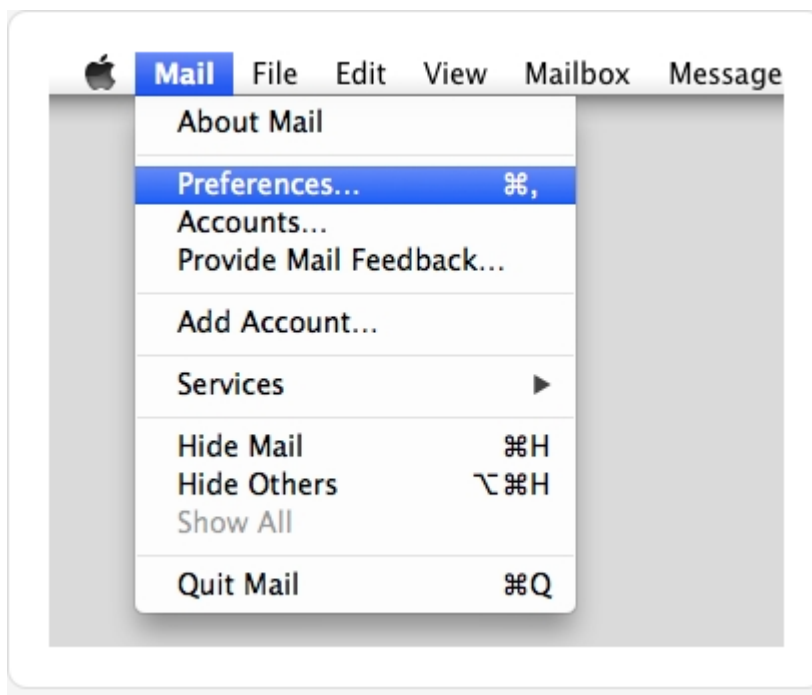 Mail File Edit View Mailbox Message
About Mail
Preferences... ⌘,
Accounts...
Provide Mail Feedback...
Add Account...
Services ▶
Hide Mail ⌘H
Hide Others ⌥⌘H
Show All
Quit Mail ⌘Q